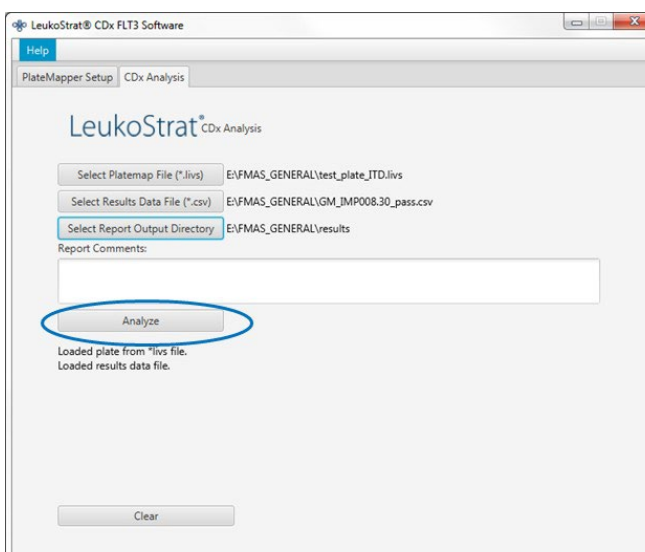 LeukoStrat® CDx FLT3 Software
Help
PlateMapper Setup CDx Analysis
LeukoStrat® CDx Analysis
Select Platemap File (*.livs) E:\FMAS_GENERAL\test_plate_ITD.livs
Select Results Data File (*.csv) E:\FMAS_GENERAL\GM_IMP008.30_pass.csv
Select Report Output Directory E:\FMAS_GENERAL\results
Report Comments:
Analyze
Loaded plate from *livs file.
Loaded results data file.
Clear